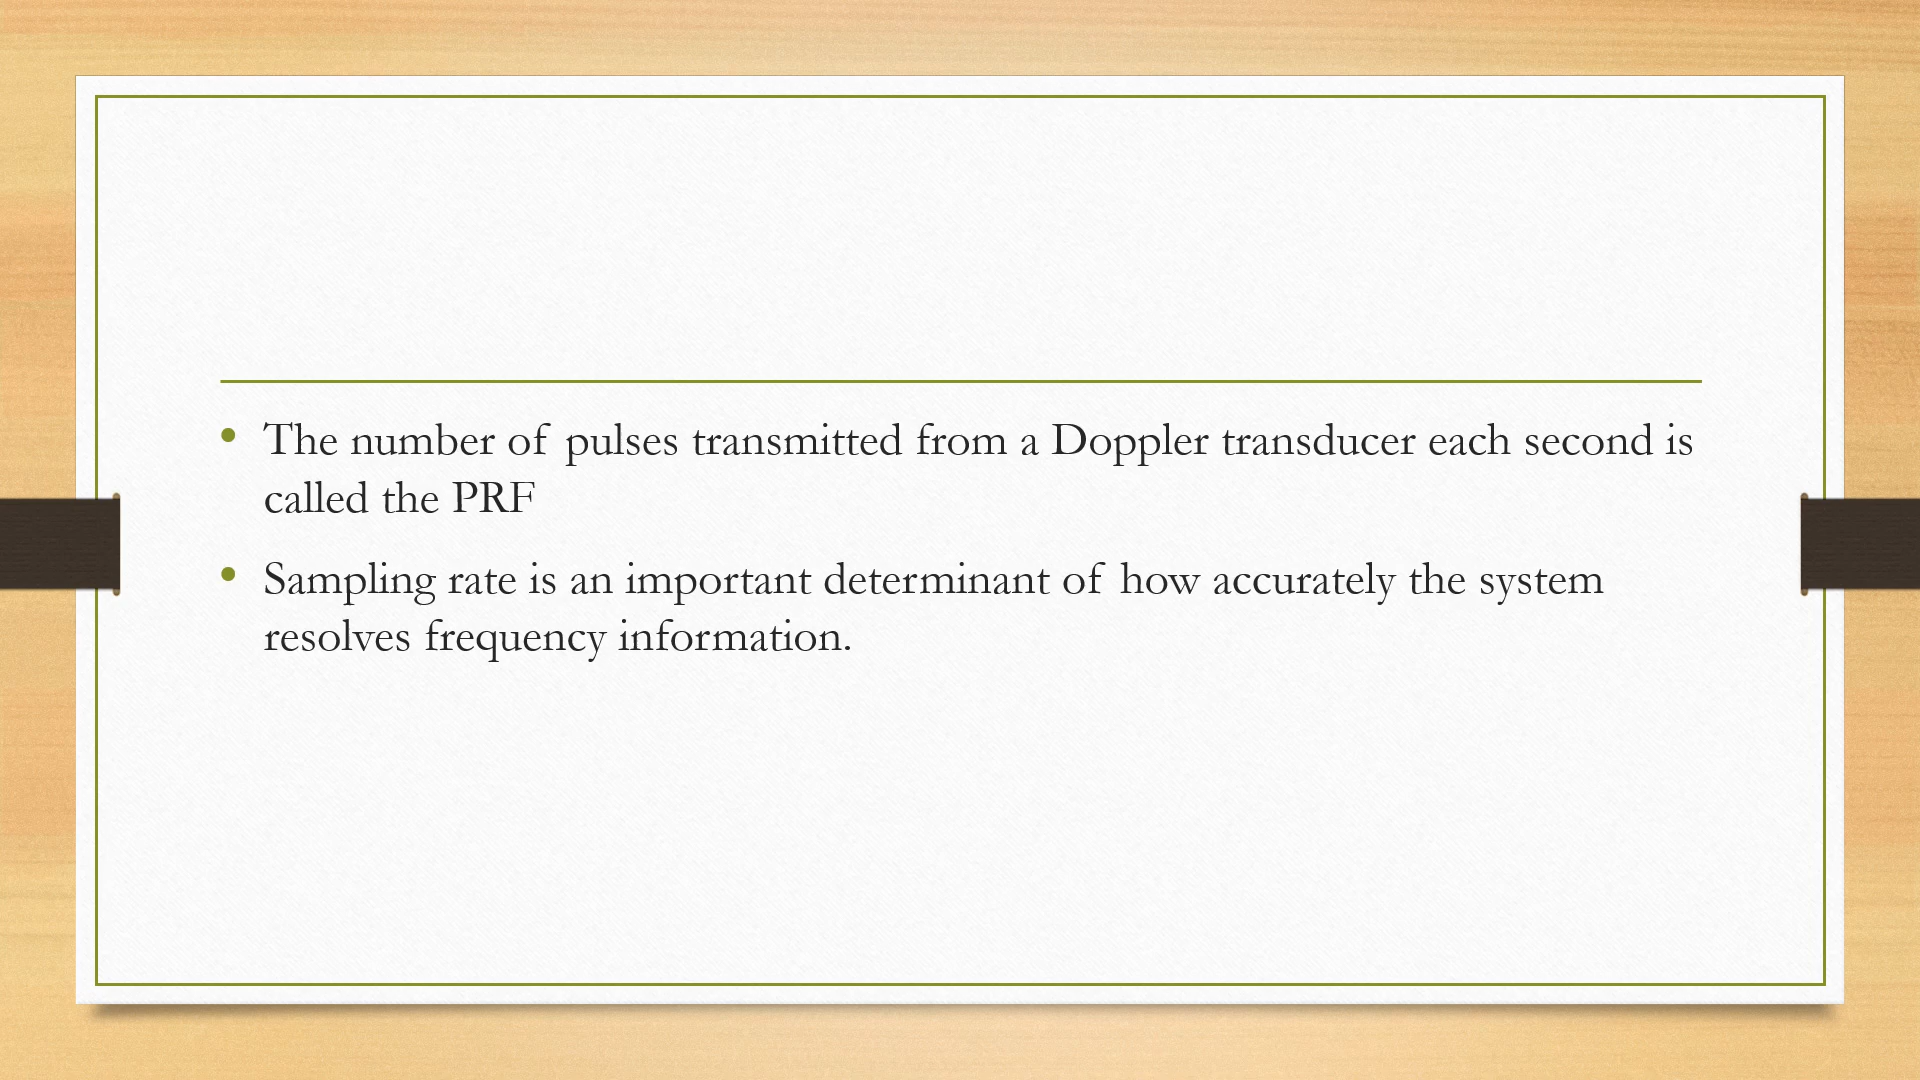 • The number of pulses transmitted from a Doppler transducer each second is
called the PRF
• Sampling rate is an important determinant of how accurately the system
resolves frequency information.